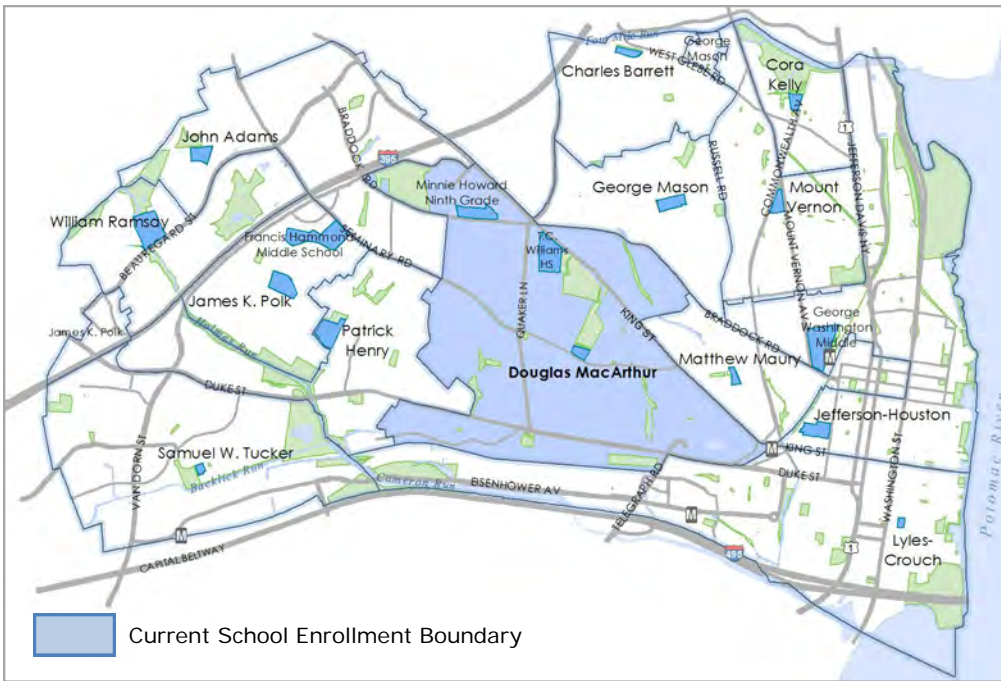 Four Mile Run
George
Mason
WEST GLEBE RD
Charles Barrett
Cora
Kelly
1
JEFFERSON DAVIS HY
COMMONWEALTH AV
John Adams
BRADDOCK RD
395
RUSSELL RD
Minnie Howard
Ninth Grade
George Mason
Mount
Vernon
MOUNT VERNON AV
William Ramsay
BEAUREGARD ST
Francis Hammond
Middle School
SEMINARY RD
T.C.
Williams
HS
QUAKER LN
KING ST
James K. Polk
Holmes Run
James K. Polk
Patrick
Henry
BRADDOCK RD
George
Washington
Middle
M
Matthew Maury
Douglas MacArthur
DUKE ST
Jefferson-Houston
Potomac River
M
KING ST
WASHINGTON ST
Samuel W. Tucker
VAN DORN ST
Backlick Run
Cameron Run
EISENHOWER AV
TELEGRAPH RD
DUKE ST
M
M
495
1
Lyles-
Crouch
CAPITAL BELTWAY
Current School Enrollment Boundary